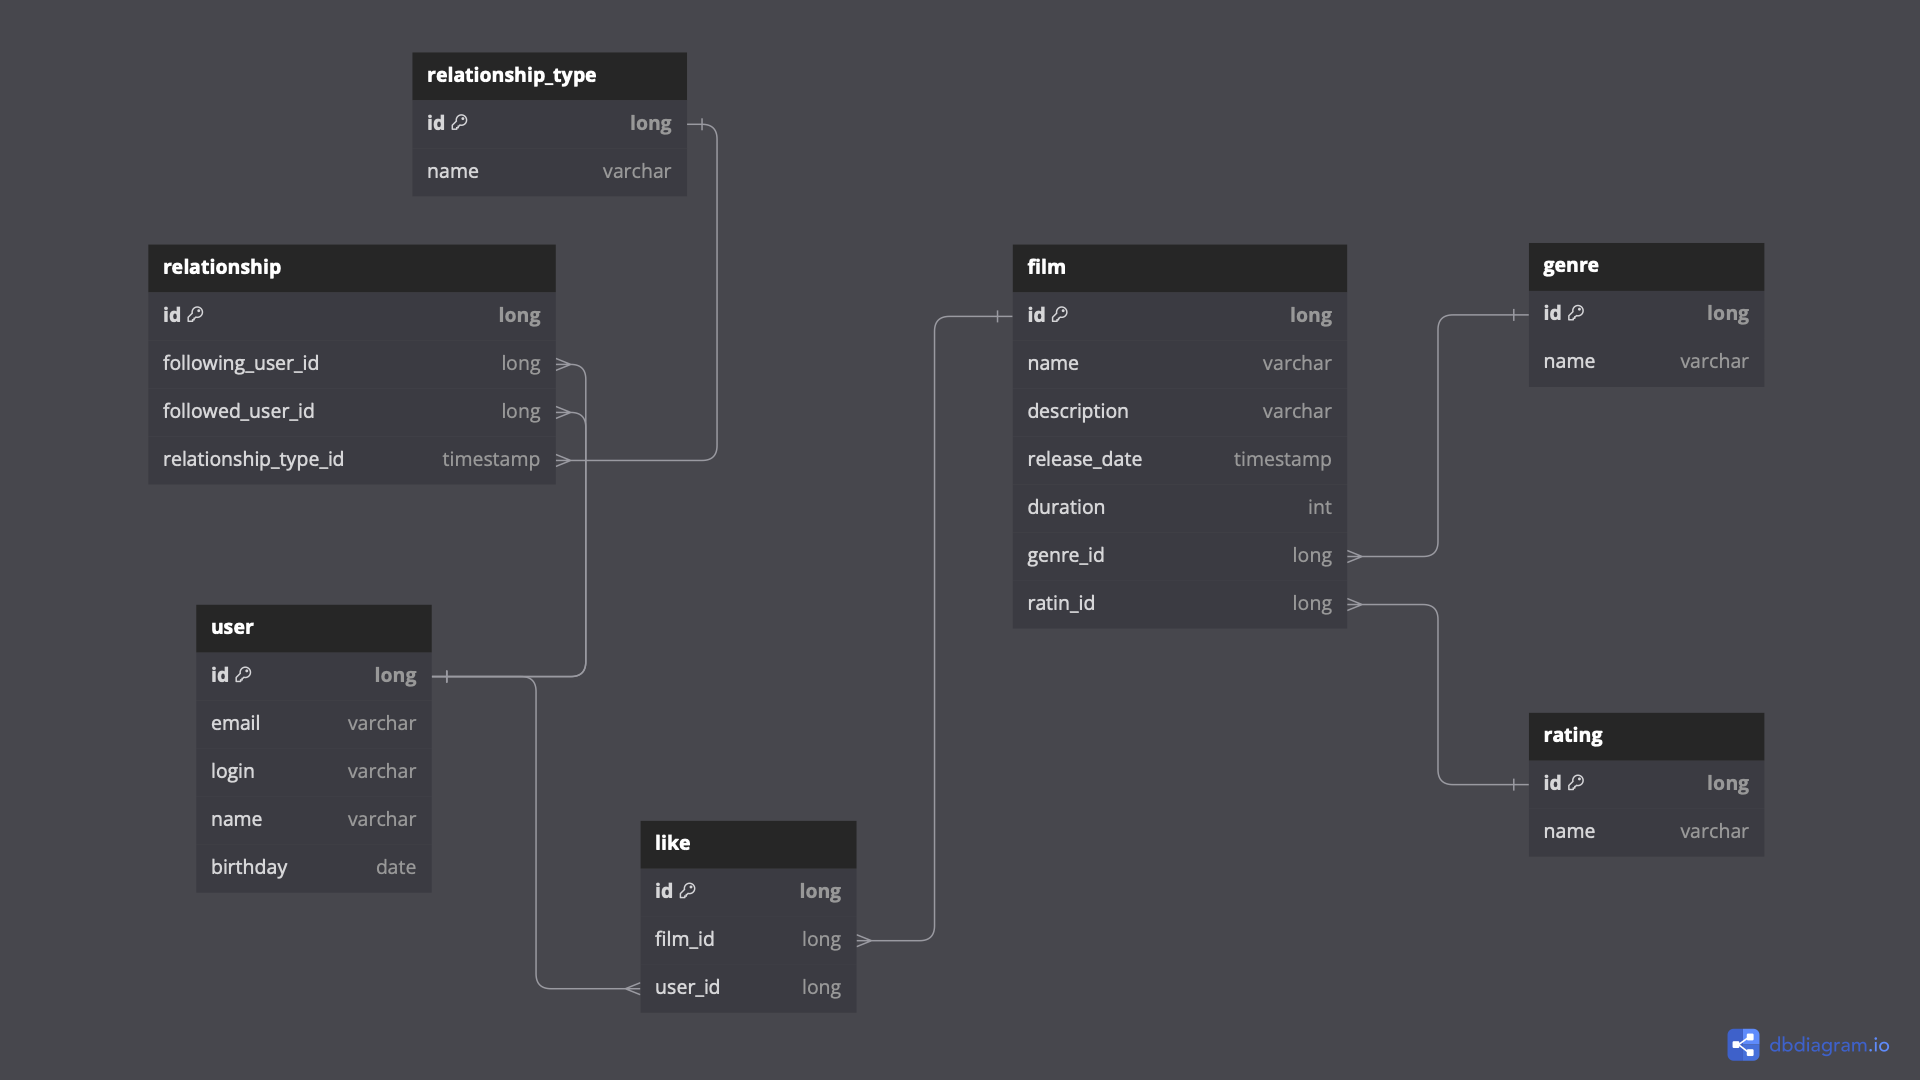 relationship_type
id long
name varchar
relationship
id long
following_user_id long
followed_user_id long
relationship_type_id timestamp
user
id long
email varchar
login varchar
name varchar
birthday date
like
id long
film_id long
user_id long
film
id long
name varchar
description varchar
release_date timestamp
duration int
genre_id long
ratin_id long
genre
id long
name varchar
rating
id long
name varchar
dbdiagram.io